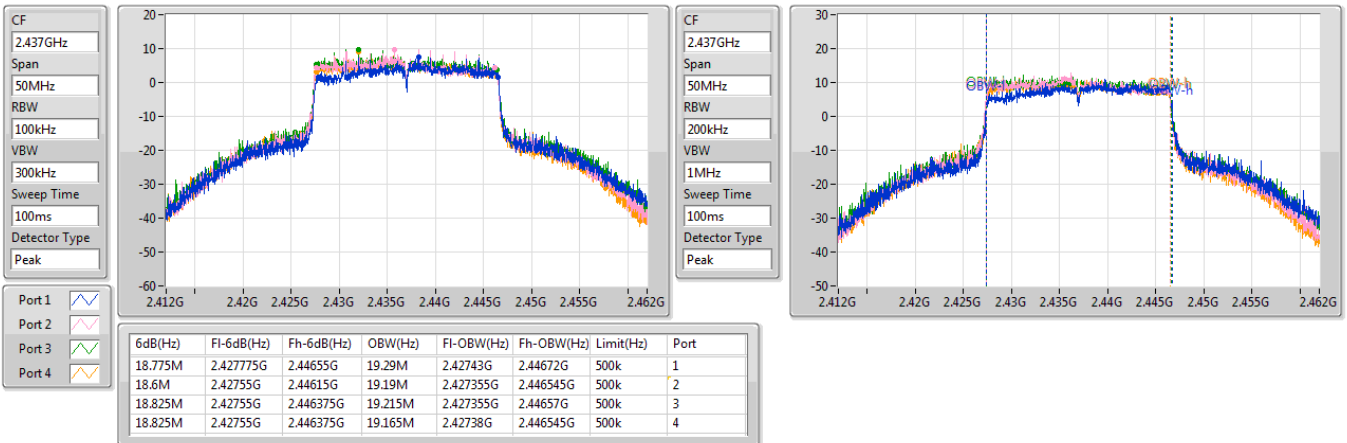 CF
2.437GHz
Span
50MHz
RBW
100kHz
VBW
300kHz
Sweep Time
100ms
Detector Type
Peak
20
10
0
-10
-20
-30
-40
-50
-60
2.412G 2.42G 2.425G 2.43G 2.435G 2.44G 2.445G 2.45G 2.455G 2.462G
CF
2.437GHz
Span
50MHz
RBW
200kHz
VBW
1MHz
Sweep Time
100ms
Detector Type
Peak
30
20
10
0
-10
-20
-30
-40
-50
2.412G 2.42G 2.425G 2.43G 2.435G 2.44G 2.445G 2.45G 2.455G 2.462G
Port 1
Port 2
Port 3
Port 4
6dB(Hz) Fl-6dB(Hz) Fh-6dB(Hz) OBW(Hz) Fl-OBW(Hz) Fh-OBW(Hz) Limit(Hz) Port
18.775M 2.427775G 2.44655G 19.29M 2.42743G 2.44672G 500k 1
18.6M 2.42755G 2.44615G 19.19M 2.427355G 2.446545G 500k 2
18.825M 2.42755G 2.446375G 19.215M 2.427355G 2.44657G 500k 3
18.825M 2.42755G 2.446375G 19.165M 2.42738G 2.446545G 500k 4